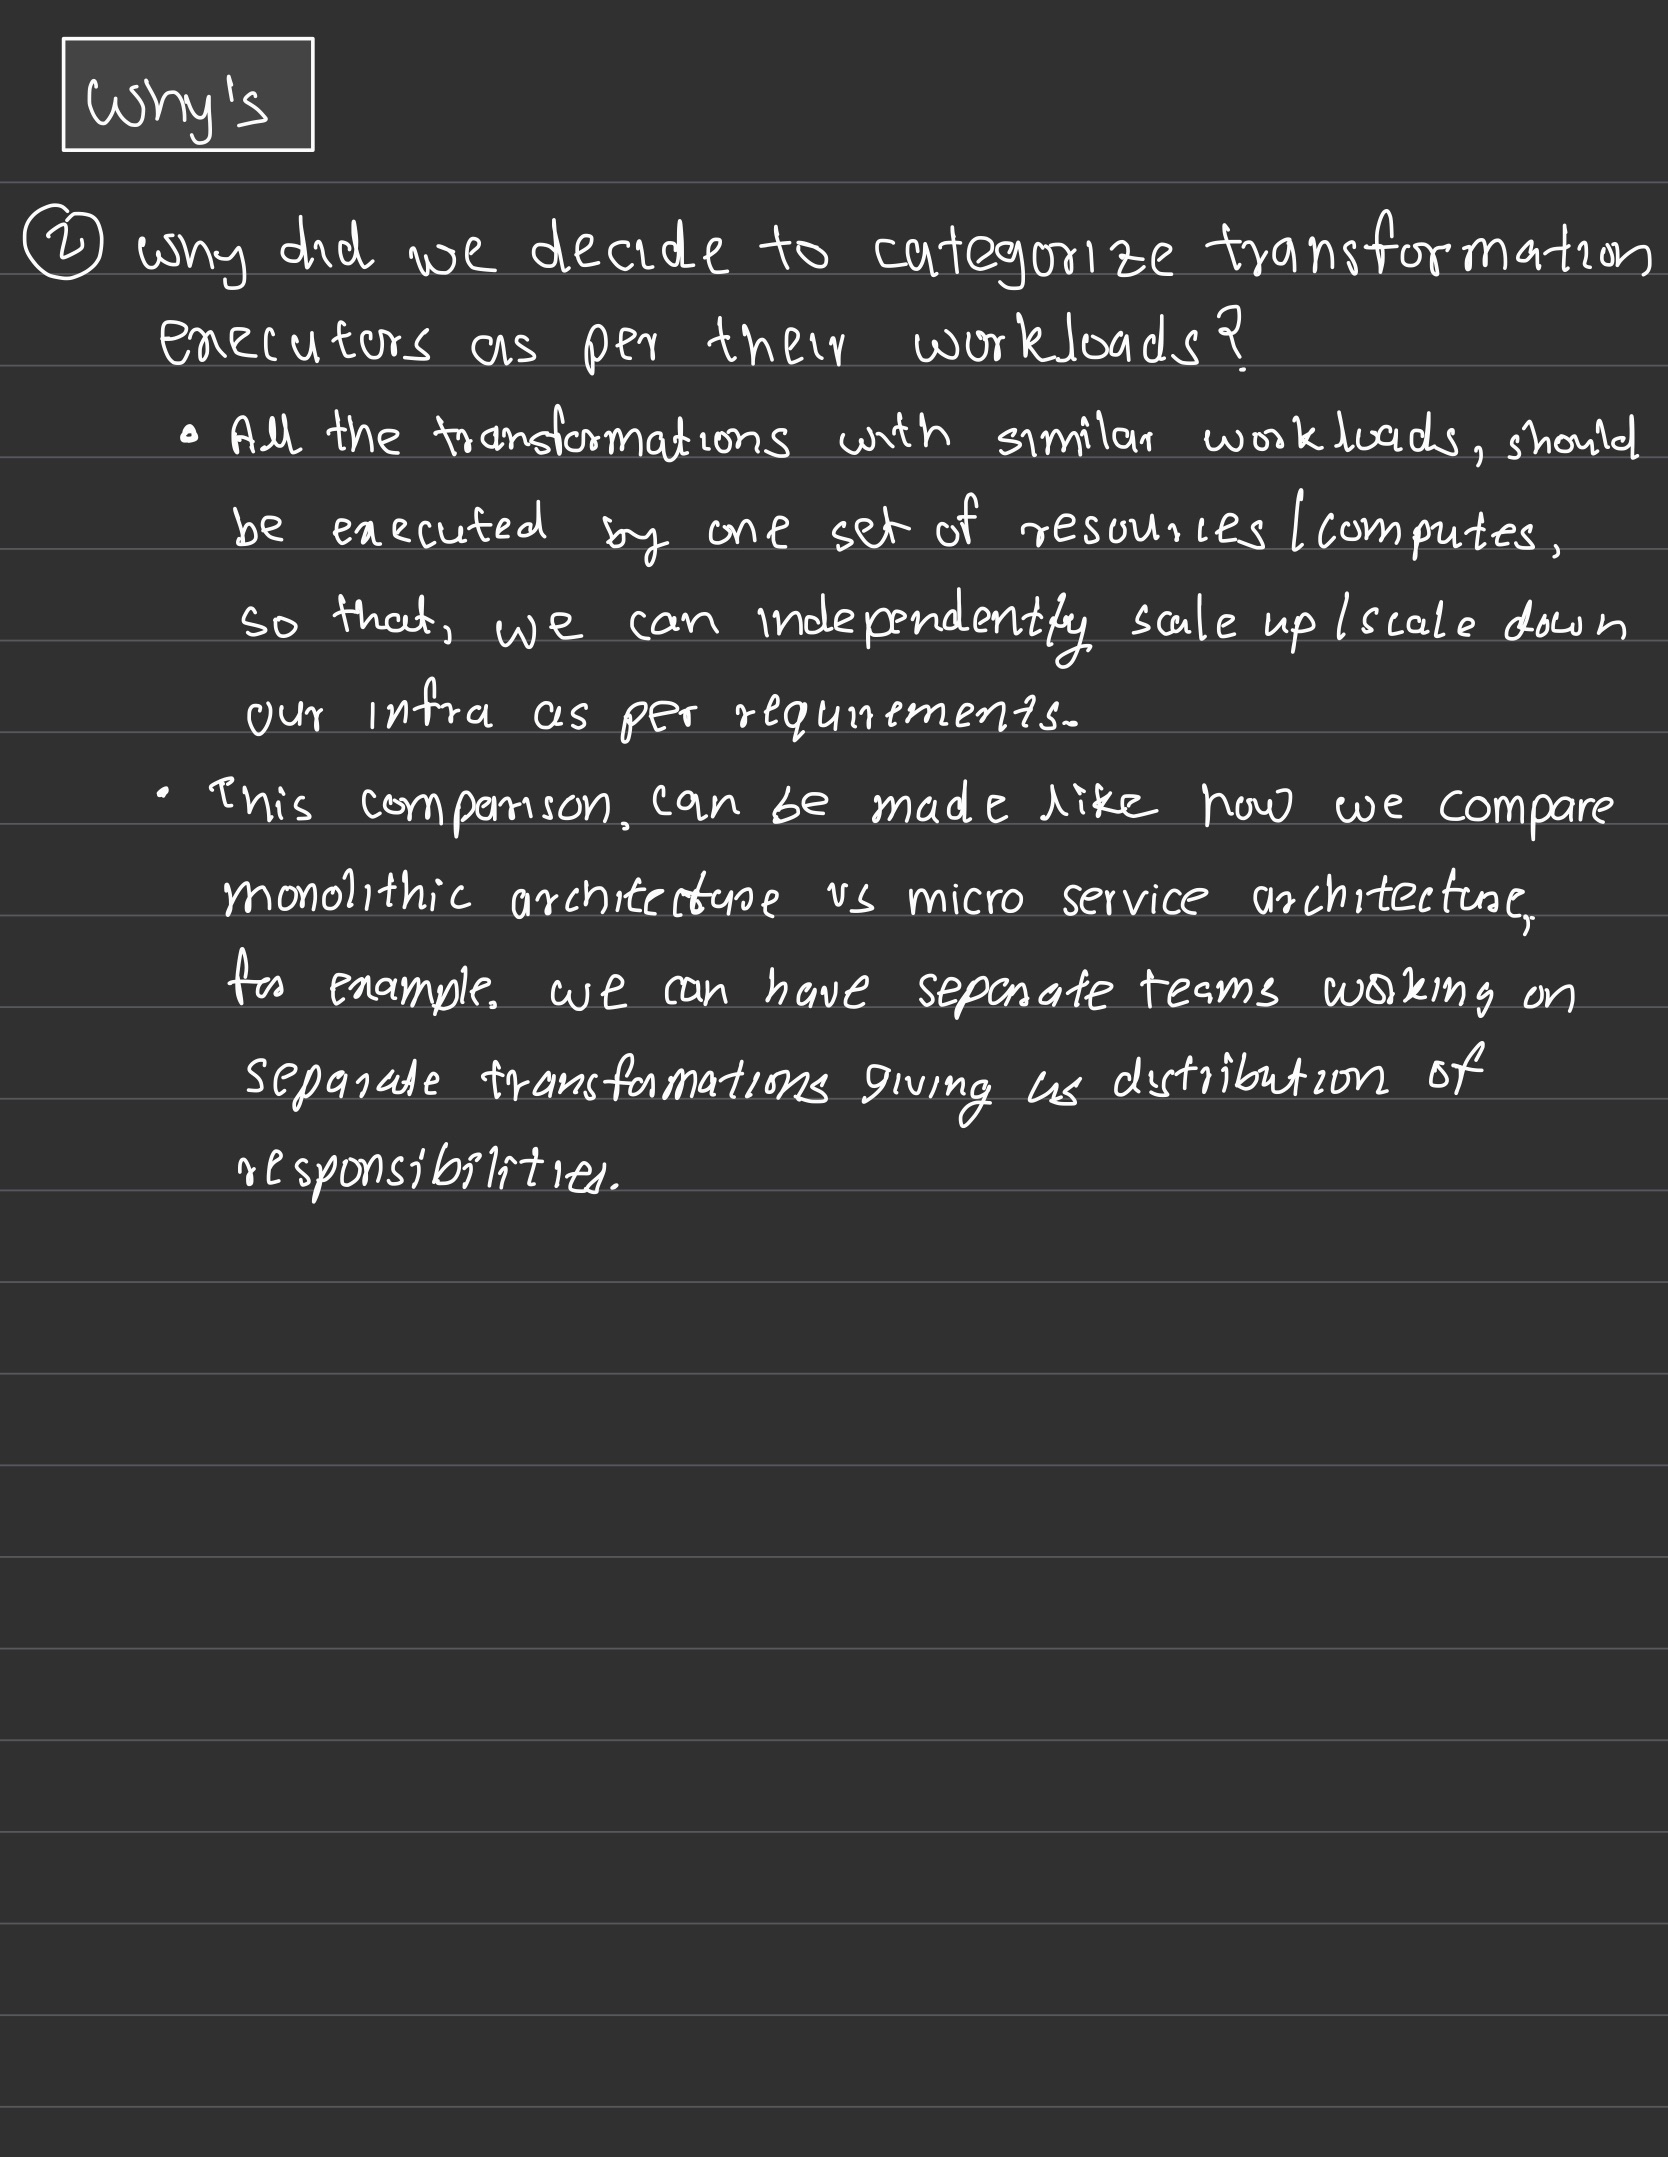 Why's
② Why did we decide to categorize transformation
executors as per their workloads?
• All the transformations with similar workloads, should
be executed by one set of resources/computes,
so that, we can independently scale up/scale down
our infra as per requirements.
• This comparison, can be made like how we compare
monolithic architecture vs micro service architecture,
for example. we can have separate teams working on
separate transformations giving us distribution of
responsibilities.